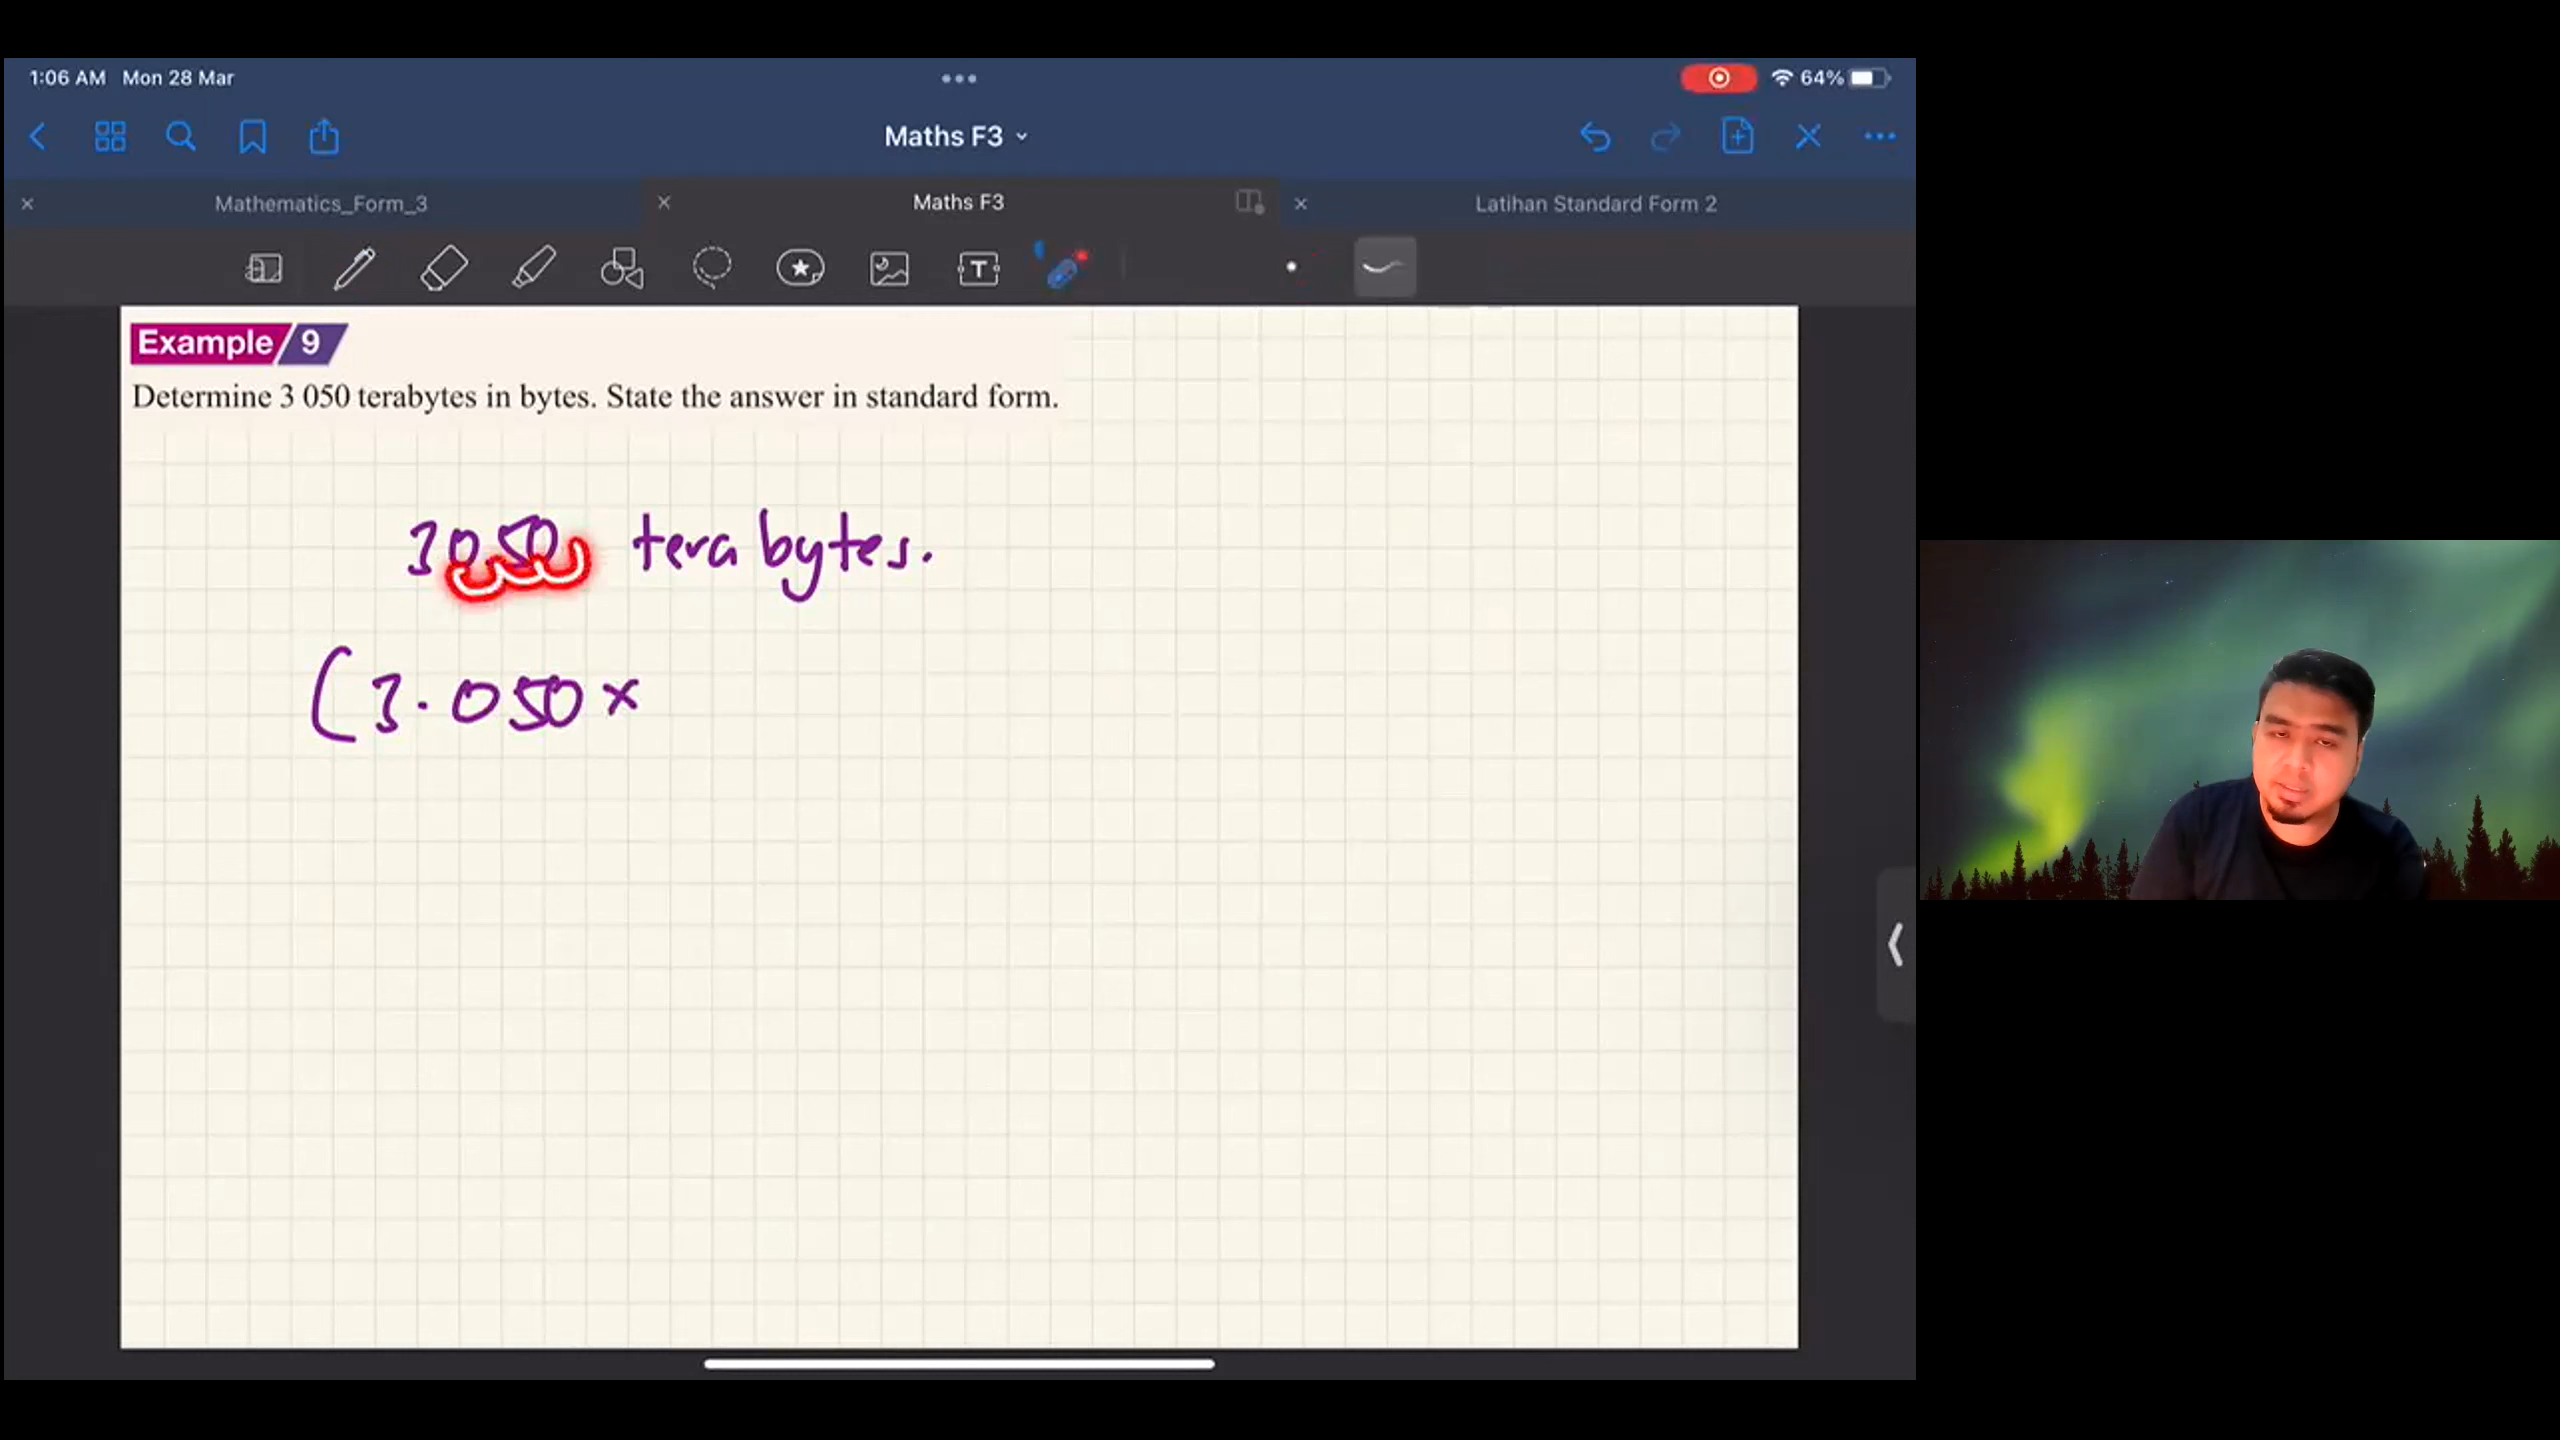 1:06 AM Mon 28 Mar
64%
Maths F3
Mathematics_Form_3
Maths F3
Latihan Standard Form 2
T
Example 9
Determine 3 050 terabytes in bytes. State the answer in standard form.
3050 tera bytes.
(3.050 ×